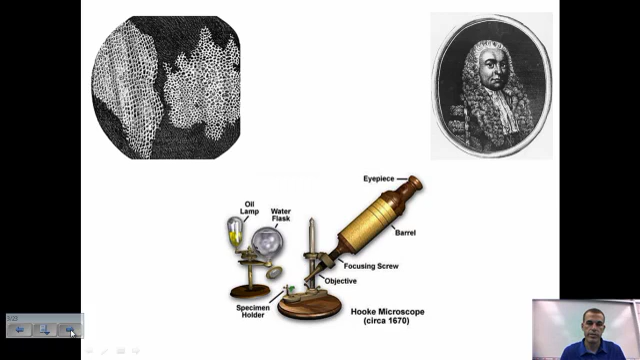 Eyepiece
Oil
Lamp
Water
Flask
Barrel
Focusing Screw
Objective
Specimen
Holder
Hooke Microscope
(circa 1670)